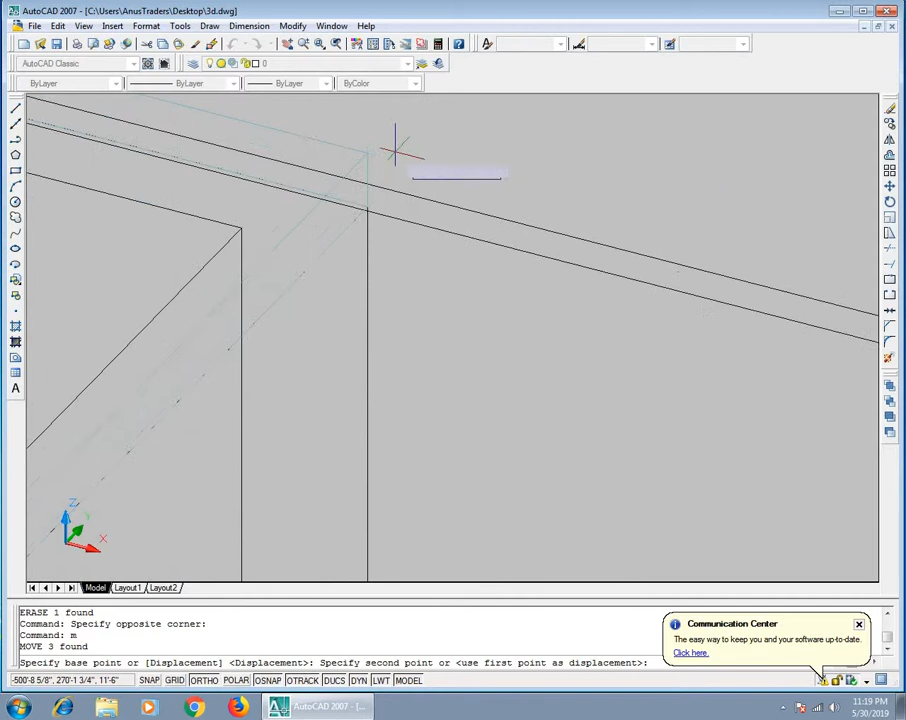 AutoCAD 2007 - [C:\Users\AnusTraders\Desktop\3d.dwg]
File Edit View Insert Format Tools Draw Dimension Modify Window Help
AutoCAD Classic 0
ByLayer ByLayer ByLayer ByColor
A
Z
X
Model Layout1 Layout2
ERASE 1 found
Command: Specify opposite corner:
Command: m
MOVE 3 found
Specify base point or [Displacement] <Displacement>: Specify second point or <use first point as displacement>:
Communication Center
The easy way to keep you and your software up-to-date.
Click here.
-500'-8 5/8", 270'-1 3/4", 11'-6" SNAP GRID ORTHO POLAR OSNAP OTRACK DUCS DYN LWT MODEL
AutoCAD 2007 - [...
11:19 PM
5/30/2019